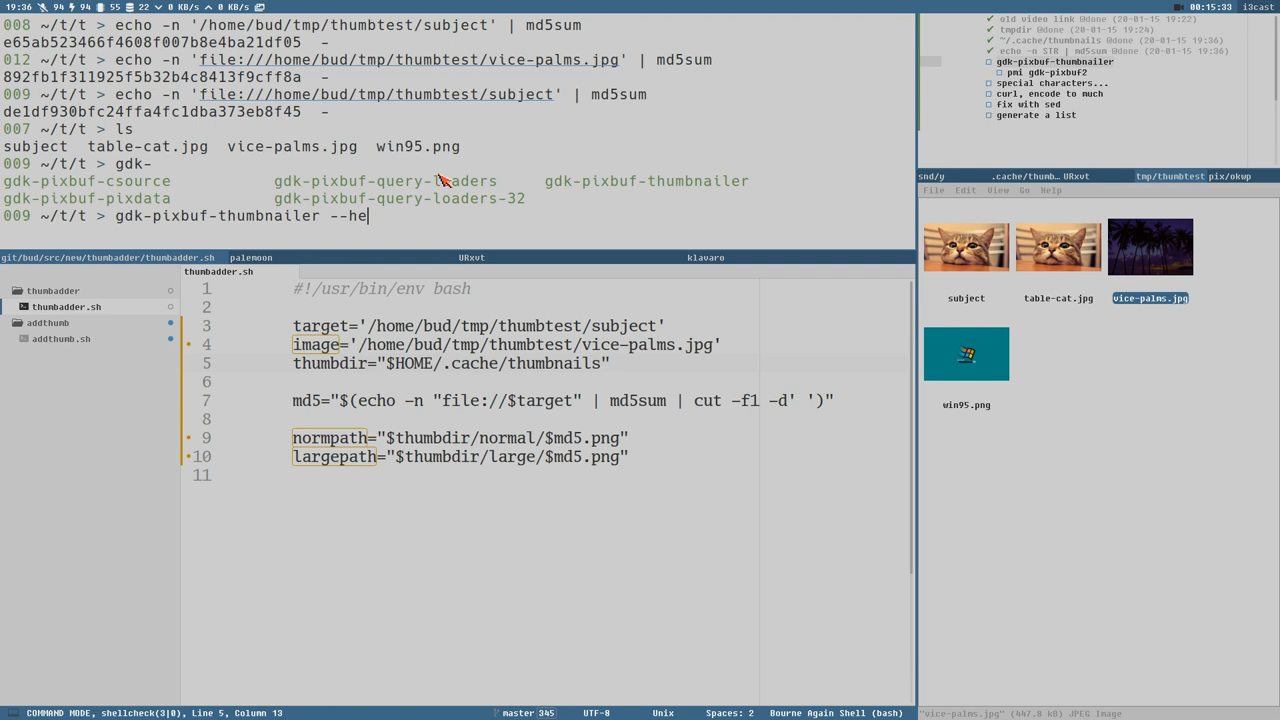 19:36 94 94 55 22 0 KB/s 0 KB/s 00:15:33 i3cast
008 ~/t/t > echo -n '/home/bud/tmp/thumbtest/subject' | md5sum
e65ab523466f4608f007b8e4ba21df05 -
012 ~/t/t > echo -n 'file:///home/bud/tmp/thumbtest/vice-palms.jpg' | md5sum
892fb1f311925f5b32b4c8413f9cff8a -
009 ~/t/t > echo -n 'file:///home/bud/tmp/thumbtest/subject' | md5sum
de1df930bfc24ffa4fc1dba373eb8f45 -
007 ~/t/t > ls
subject table-cat.jpg vice-palms.jpg win95.png
009 ~/t/t > gdk-
gdk-pixbuf-csource gdk-pixbuf-query-loaders gdk-pixbuf-thumbnailer
gdk-pixbuf-pixdata gdk-pixbuf-query-loaders-32
009 ~/t/t > gdk-pixbuf-thumbnailer --he
✔ old video link @done (20-01-15 19:22)
✔ tmpdir @done (20-01-15 19:24)
✔ ~/.cache/thumbnails @done (20-01-15 19:36)
✔ echo -n STR | md5sum @done (20-01-15 19:36)
gdk-pixbuf-thumbnailer
pmi gdk-pixbuf2
special characters...
curl, encode to much
fix with sed
generate a list
git/bud/src/new/thumbadder/thumbadder.sh palemoon URxvt klavaro
thumbadder
thumbadder.sh
addthumb
addthumb.sh
thumbadder.sh
1 #!/usr/bin/env bash
2
3 target='/home/bud/tmp/thumbtest/subject'
4 image='/home/bud/tmp/thumbtest/vice-palms.jpg'
5 thumbdir="$HOME/.cache/thumbnails"
6
7 md5="$(echo -n "file://$target" | md5sum | cut -f1 -d' ')"
8
9 normpath="$thumbdir/normal/$md5.png"
10 largepath="$thumbdir/large/$md5.png"
11
COMMAND MODE, shellcheck(3|0), Line 5, Column 13 master 345 UTF-8 Unix Spaces: 2 Bourne Again Shell (bash)
snd/y .cache/thumb... URxvt tmp/thumbtest pix/okwp
File Edit View Go Help
subject table-cat.jpg vice-palms.jpg
win95.png
"vice-palms.jpg" (447.8 kB) JPEG Image